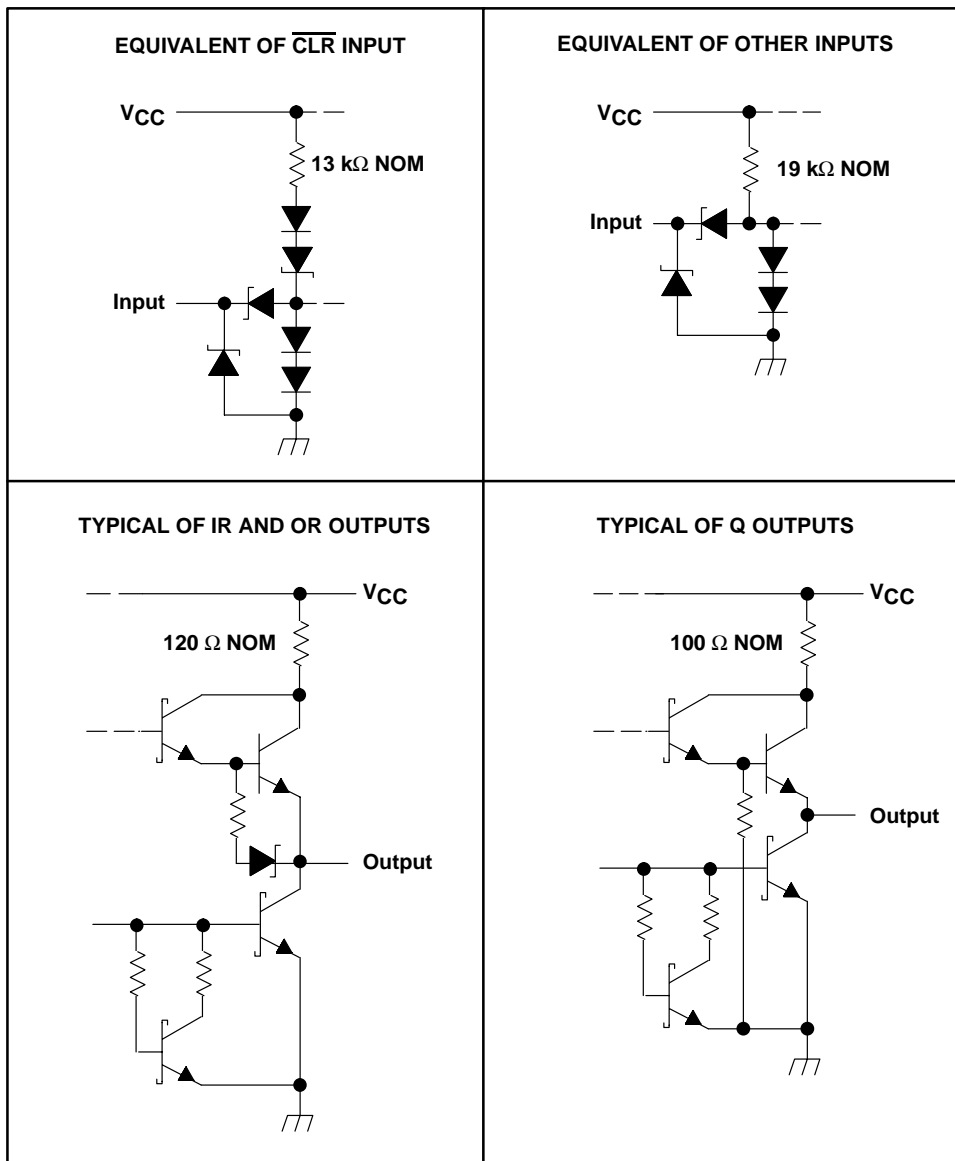 EQUIVALENT OF C̅L̅R̅ INPUT
VCC
13 kΩ NOM
Input
EQUIVALENT OF OTHER INPUTS
VCC
19 kΩ NOM
Input
TYPICAL OF IR AND OR OUTPUTS
VCC
120 Ω NOM
Output
TYPICAL OF Q OUTPUTS
VCC
100 Ω NOM
Output